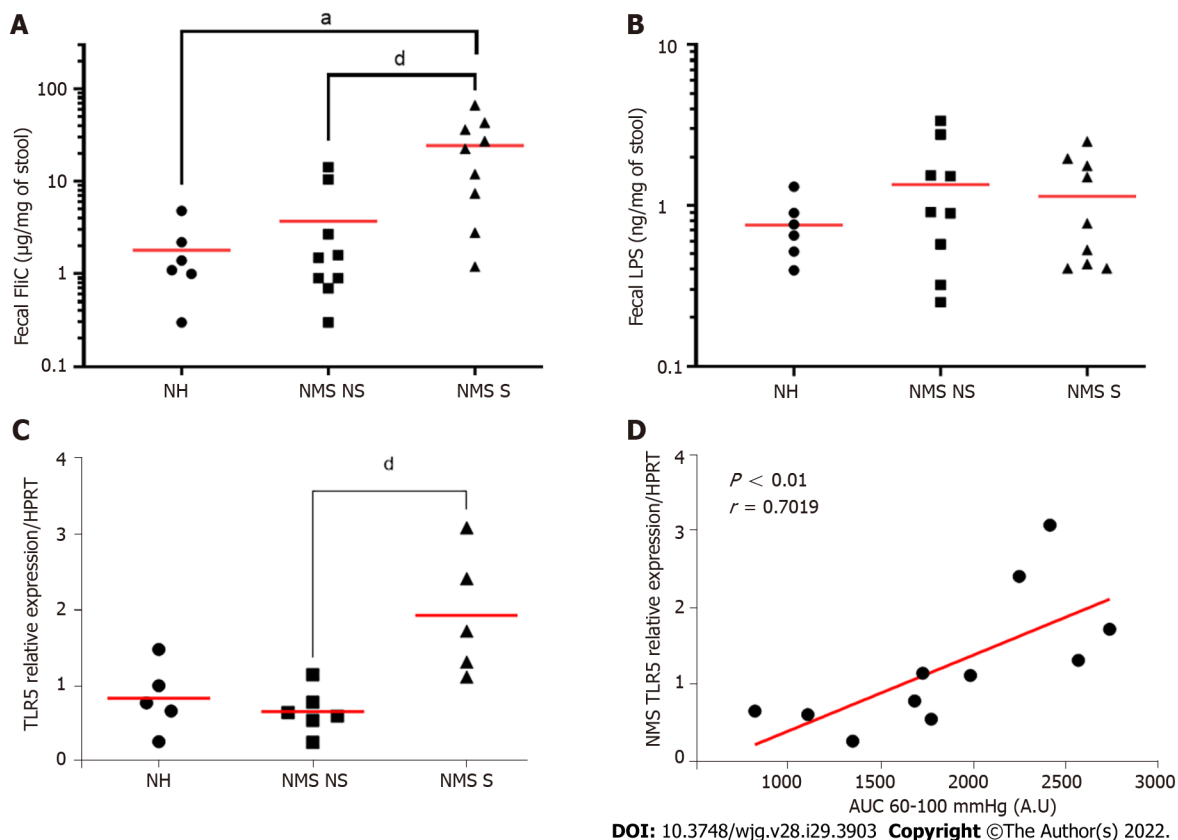 A
a
d
Fecal FliC (µg/mg of stool)
100
10
1
0.1
NH NMS NS NMS S
B
Fecal LPS (ng/mg of stool)
10
1
0.1
NH NMS NS NMS S
C
d
TLR5 relative expression/HPRT
4
3
2
1
0
NH NMS NS NMS S
D
P < 0.01
r = 0.7019
NMS TLR5 relative expression/HPRT
4
3
2
1
0
1000 1500 2000 2500 3000
AUC 60-100 mmHg (A.U)
DOI: 10.3748/wjg.v28.i29.3903 Copyright ©The Author(s) 2022.